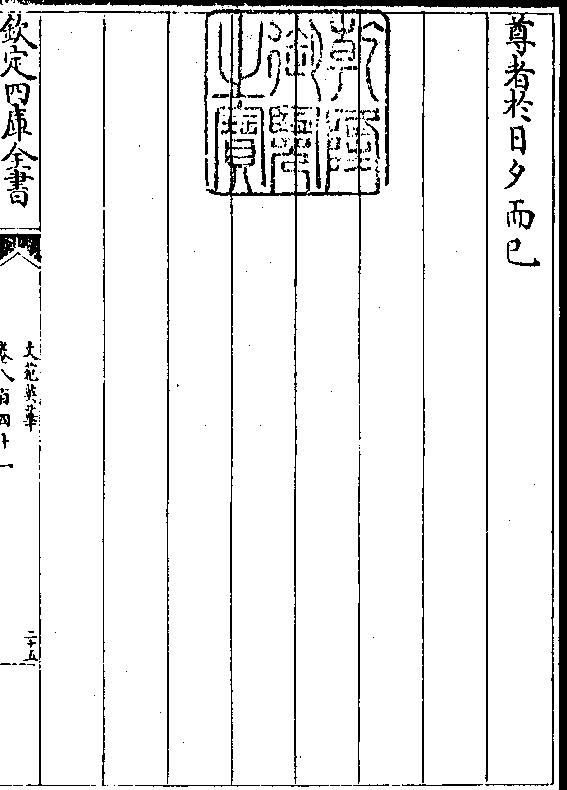 尊者於日夕而已
乾隆御覽之寶
欽定四庫全書
文苑英華
卷八百四十一
二十五